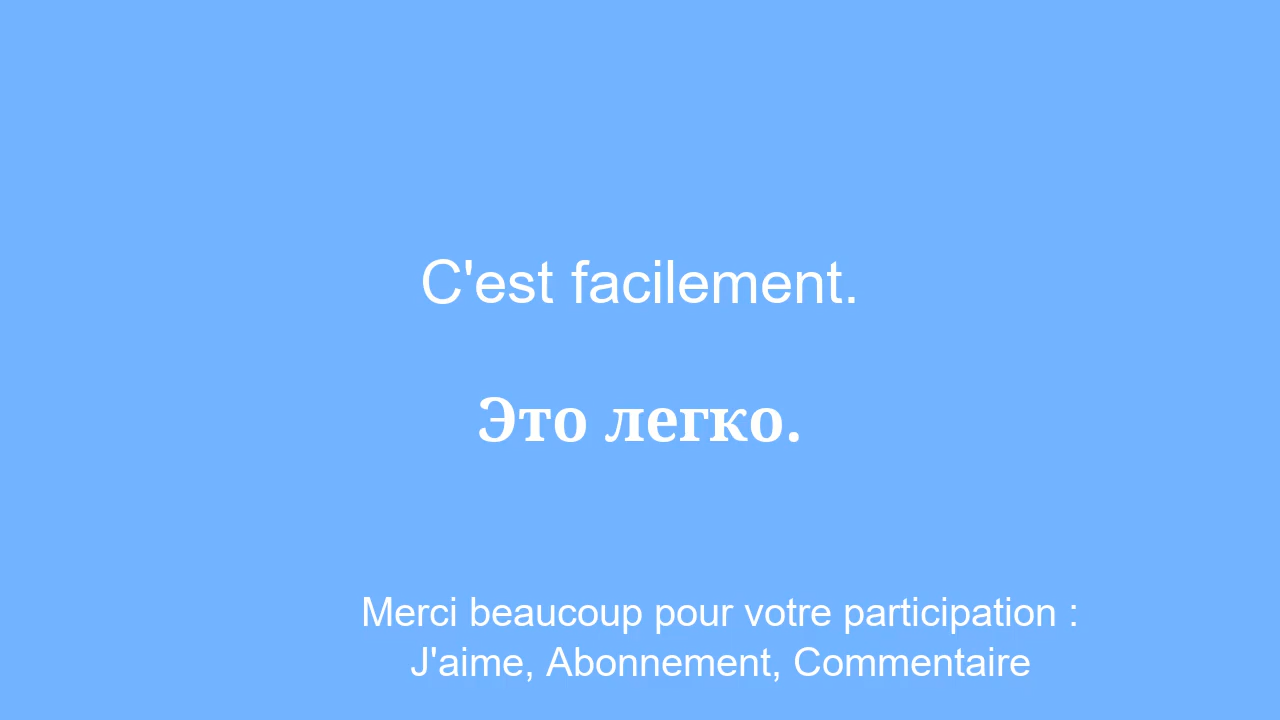 C'est facilement.
Это легко.
Merci beaucoup pour votre participation :
J'aime, Abonnement, Commentaire